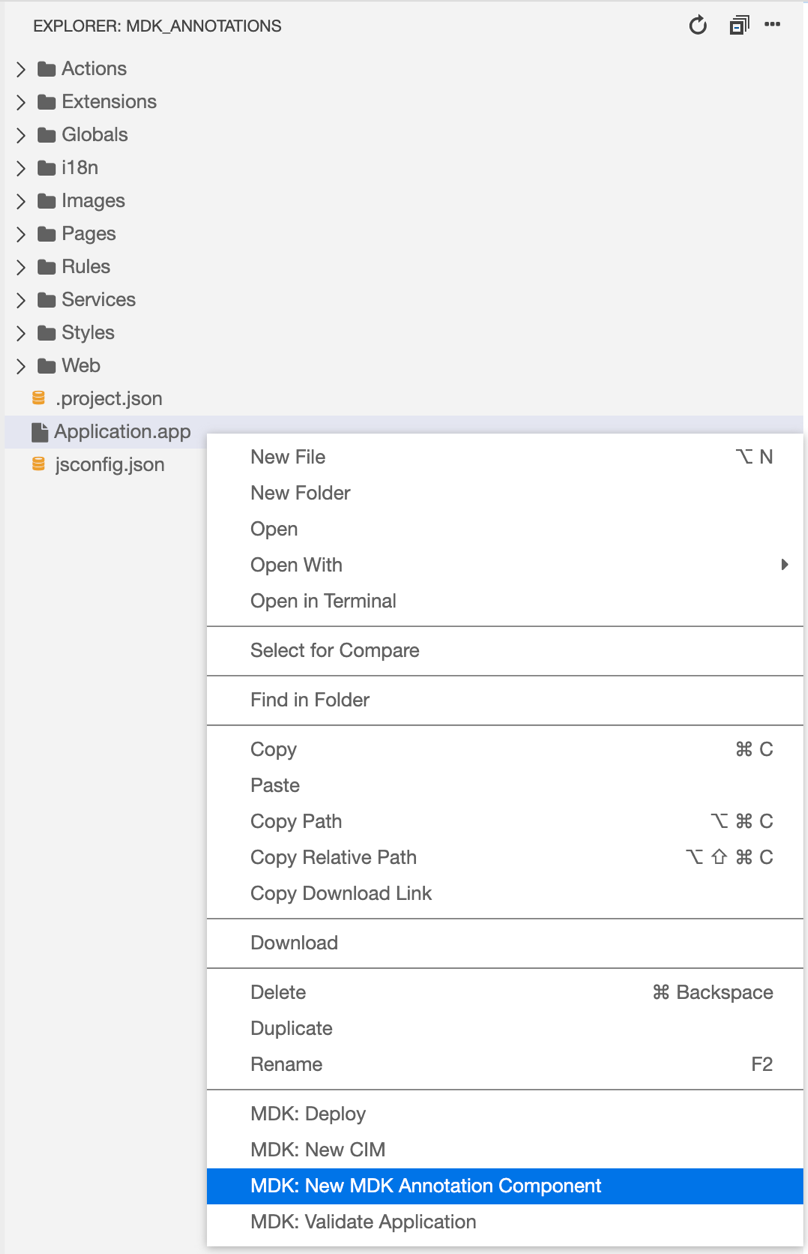 EXPLORER: MDK_ANNOTATIONS
Actions
Extensions
Globals
i18n
Images
Pages
Rules
Services
Styles
Web
.project.json
Application.app
jsconfig.json
New File ⌥ N
New Folder
Open
Open With
Open in Terminal
Select for Compare
Find in Folder
Copy ⌘ C
Paste
Copy Path ⌥ ⌘ C
Copy Relative Path ⌥ ⇧ ⌘ C
Copy Download Link
Download
Delete ⌘ Backspace
Duplicate
Rename F2
MDK: Deploy
MDK: New CIM
MDK: New MDK Annotation Component
MDK: Validate Application